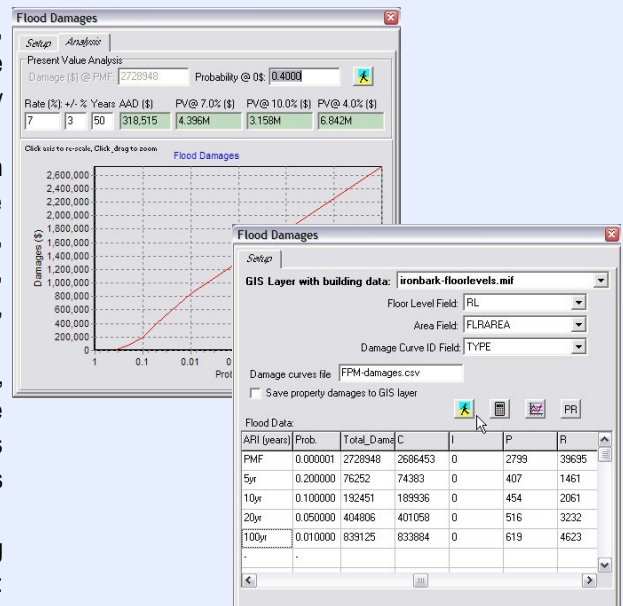 Flood Damages
Setup Analysis
Present Value Analysis
Damage ($) @ PMF: 2728948 Probability @ 0$: 0.4000
Rate (%): +/- % Years AAD ($) PV@ 7.0% ($) PV@ 10.0% ($) PV@ 4.0% ($)
7 3 50 318,515 4.396M 3.158M 6.842M
Click axis to re-scale, Click_drag to zoom
Flood Damages
Damages ($)
2,600,000
2,400,000
2,200,000
2,000,000
1,800,000
1,600,000
1,400,000
1,200,000
1,000,000
800,000
600,000
400,000
200,000
0
1 0.1 0.01 0
Prob
Flood Damages
Setup
GIS Layer with building data: ironbark-floorlevels.mif
Floor Level Field: RL
Area Field: FLRAREA
Damage Curve ID Field: TYPE
Damage curves file FPM-damages.csv
Save property damages to GIS layer
PR
Flood Data:
ARI (years) Prob. Total_Dama C I P R
PMF 0.000001 2728948 2686453 0 2799 39695
5yr 0.200000 76252 74383 0 407 1461
10yr 0.100000 192451 189936 0 454 2061
20yr 0.050000 404806 401058 0 516 3232
100yr 0.010000 839125 833884 0 619 4623
. .